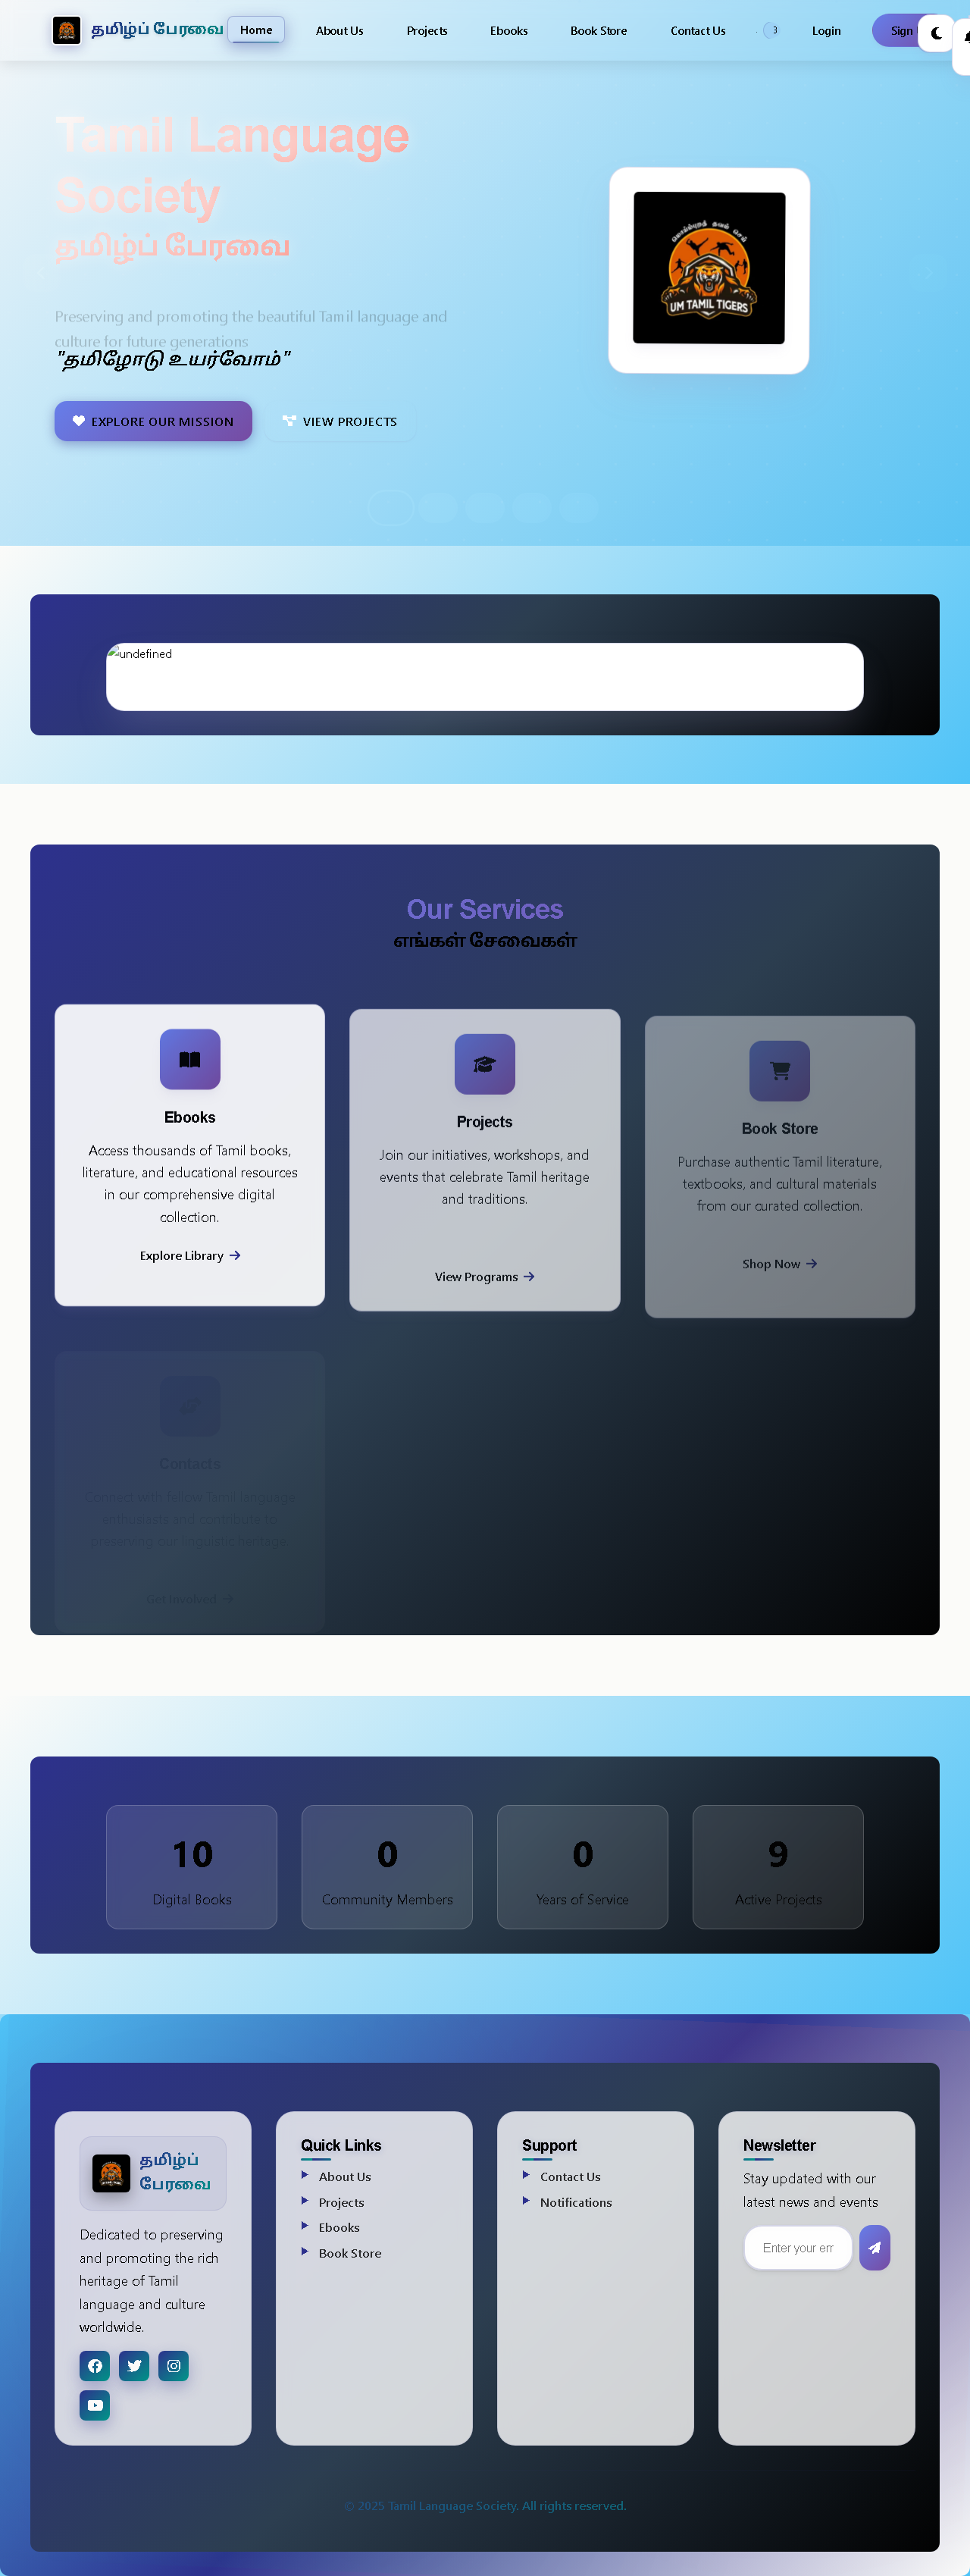 தமிழ்ப் பேரவை
Home
About Us
Projects
Ebooks
Book Store
Contact Us
3
Login
Sign
Tamil Language
Society
தமிழ்ப் பேரவை
Preserving and promoting the beautiful Tamil language and
culture for future generations
"தமிழோடு உயர்வோம்"
EXPLORE OUR MISSION
VIEW PROJECTS
UM TAMIL TIGERS
undefined
Our Services
எங்கள் சேவைகள்
Ebooks
Access thousands of Tamil books,
literature, and educational resources
in our comprehensive digital
collection.
Explore Library
Projects
Join our initiatives, workshops, and
events that celebrate Tamil heritage
and traditions.
View Programs
Book Store
Purchase authentic Tamil literature,
textbooks, and cultural materials
from our curated collection.
Shop Now
Contacts
Connect with fellow Tamil language
enthusiasts and contribute to
preserving our linguistic heritage.
Get Involved
10
Digital Books
0
Community Members
0
Years of Service
9
Active Projects
தமிழ்ப்
பேரவை
Dedicated to preserving
and promoting the rich
heritage of Tamil
language and culture
worldwide.
Quick Links
About Us
Projects
Ebooks
Book Store
Support
Contact Us
Notifications
Newsletter
Stay updated with our
latest news and events
Enter your em
© 2025 Tamil Language Society. All rights reserved.